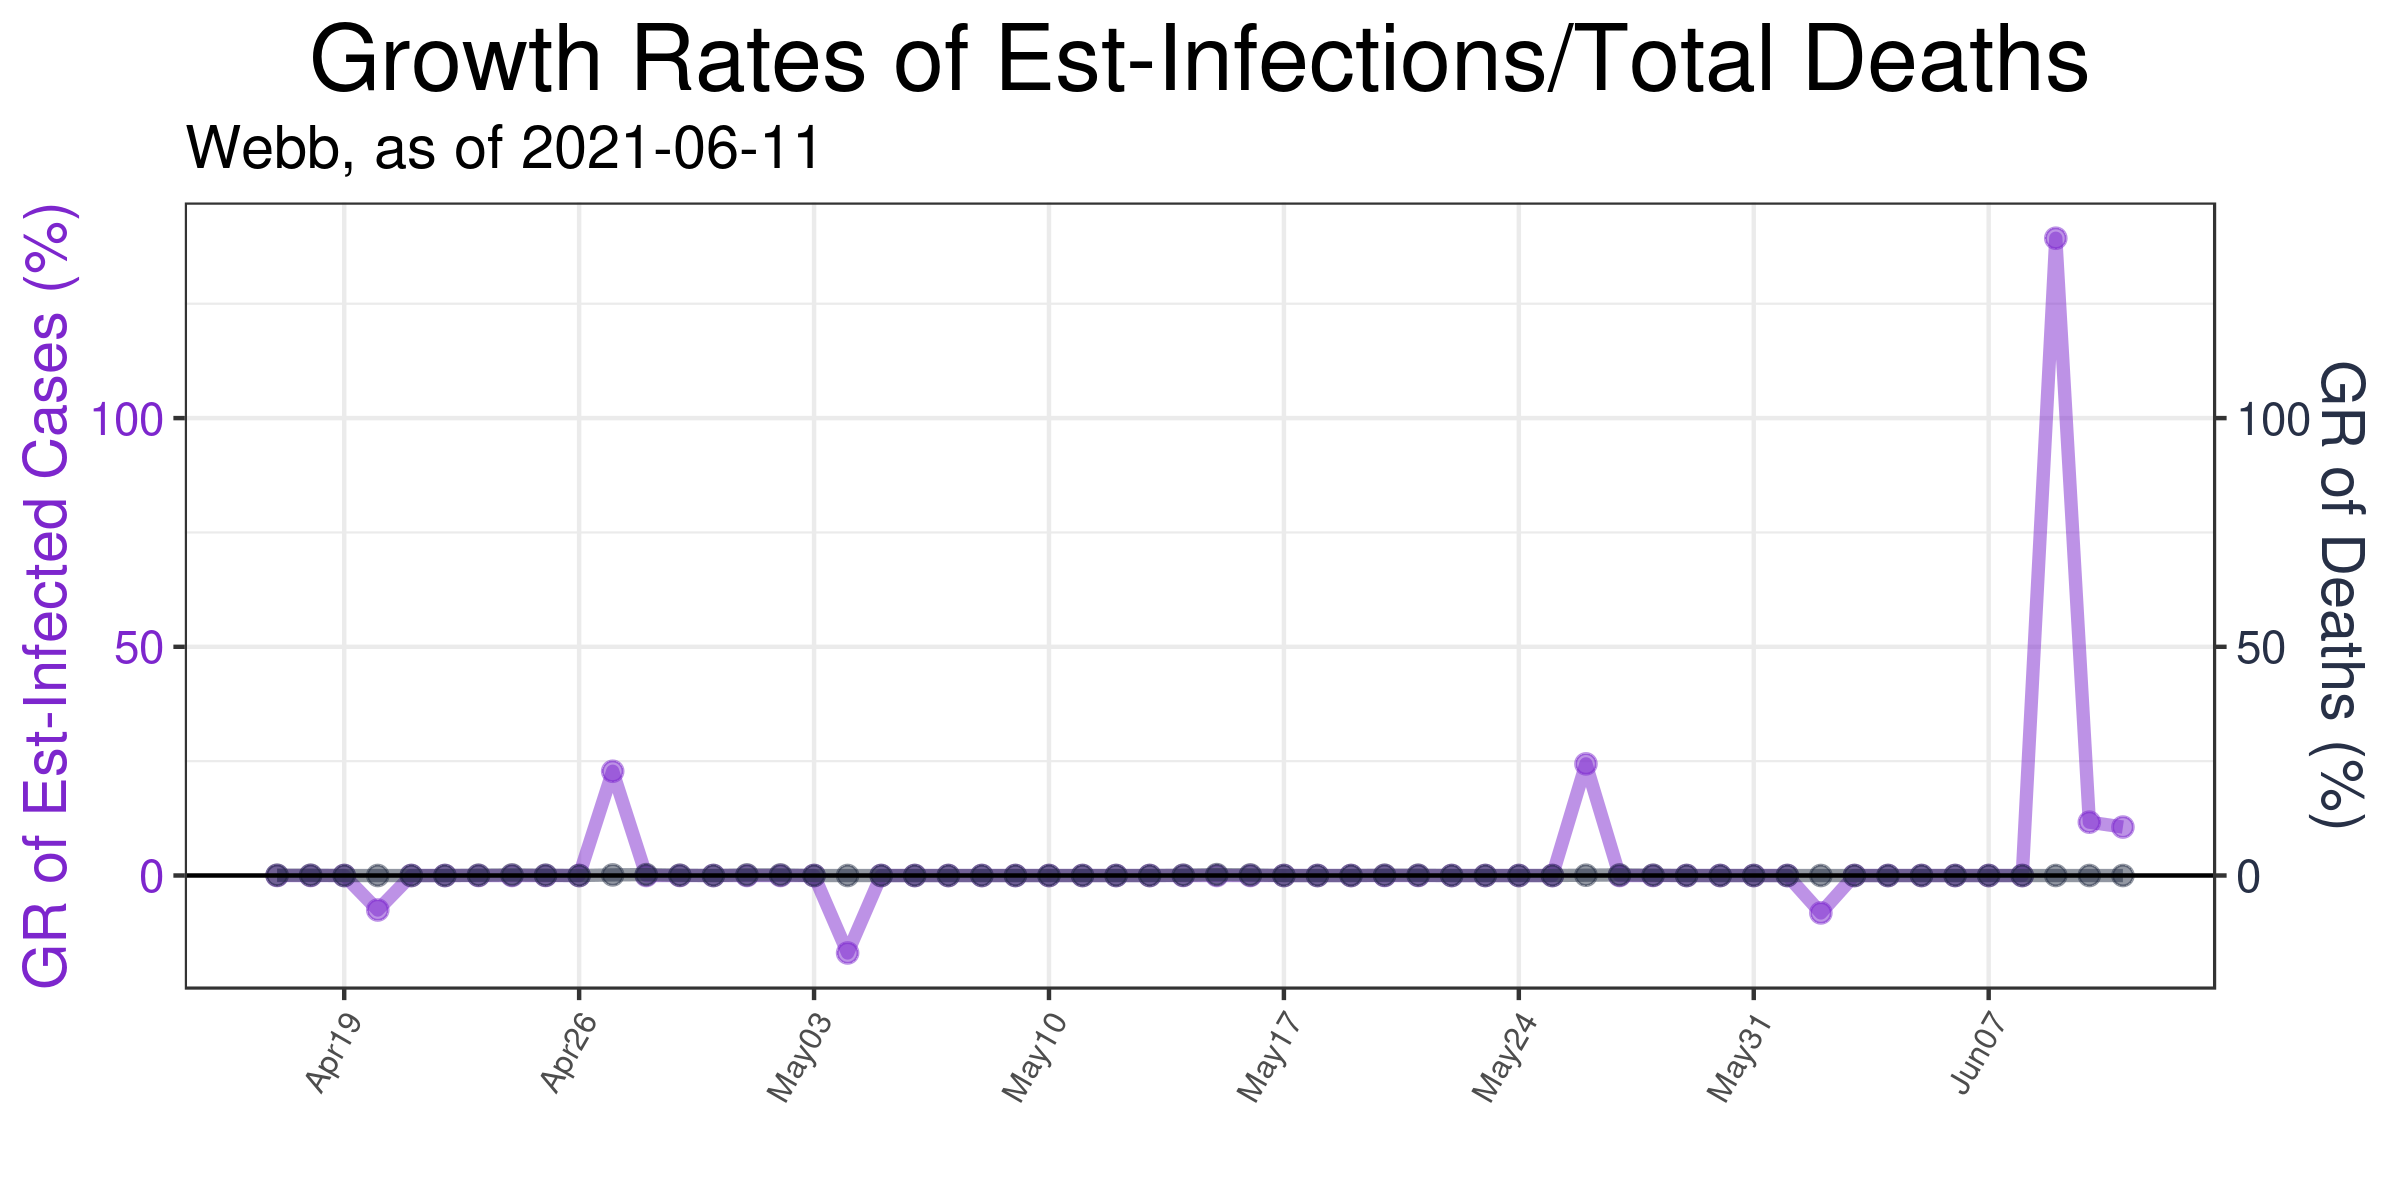 Growth Rates of Est-Infections/Total Deaths
Webb, as of 2021-06-11
GR of Est-Infected Cases (%)
100
50
0
GR of Deaths (%)
100
50
0
Apr19
Apr26
May03
May10
May17
May24
May31
Jun07